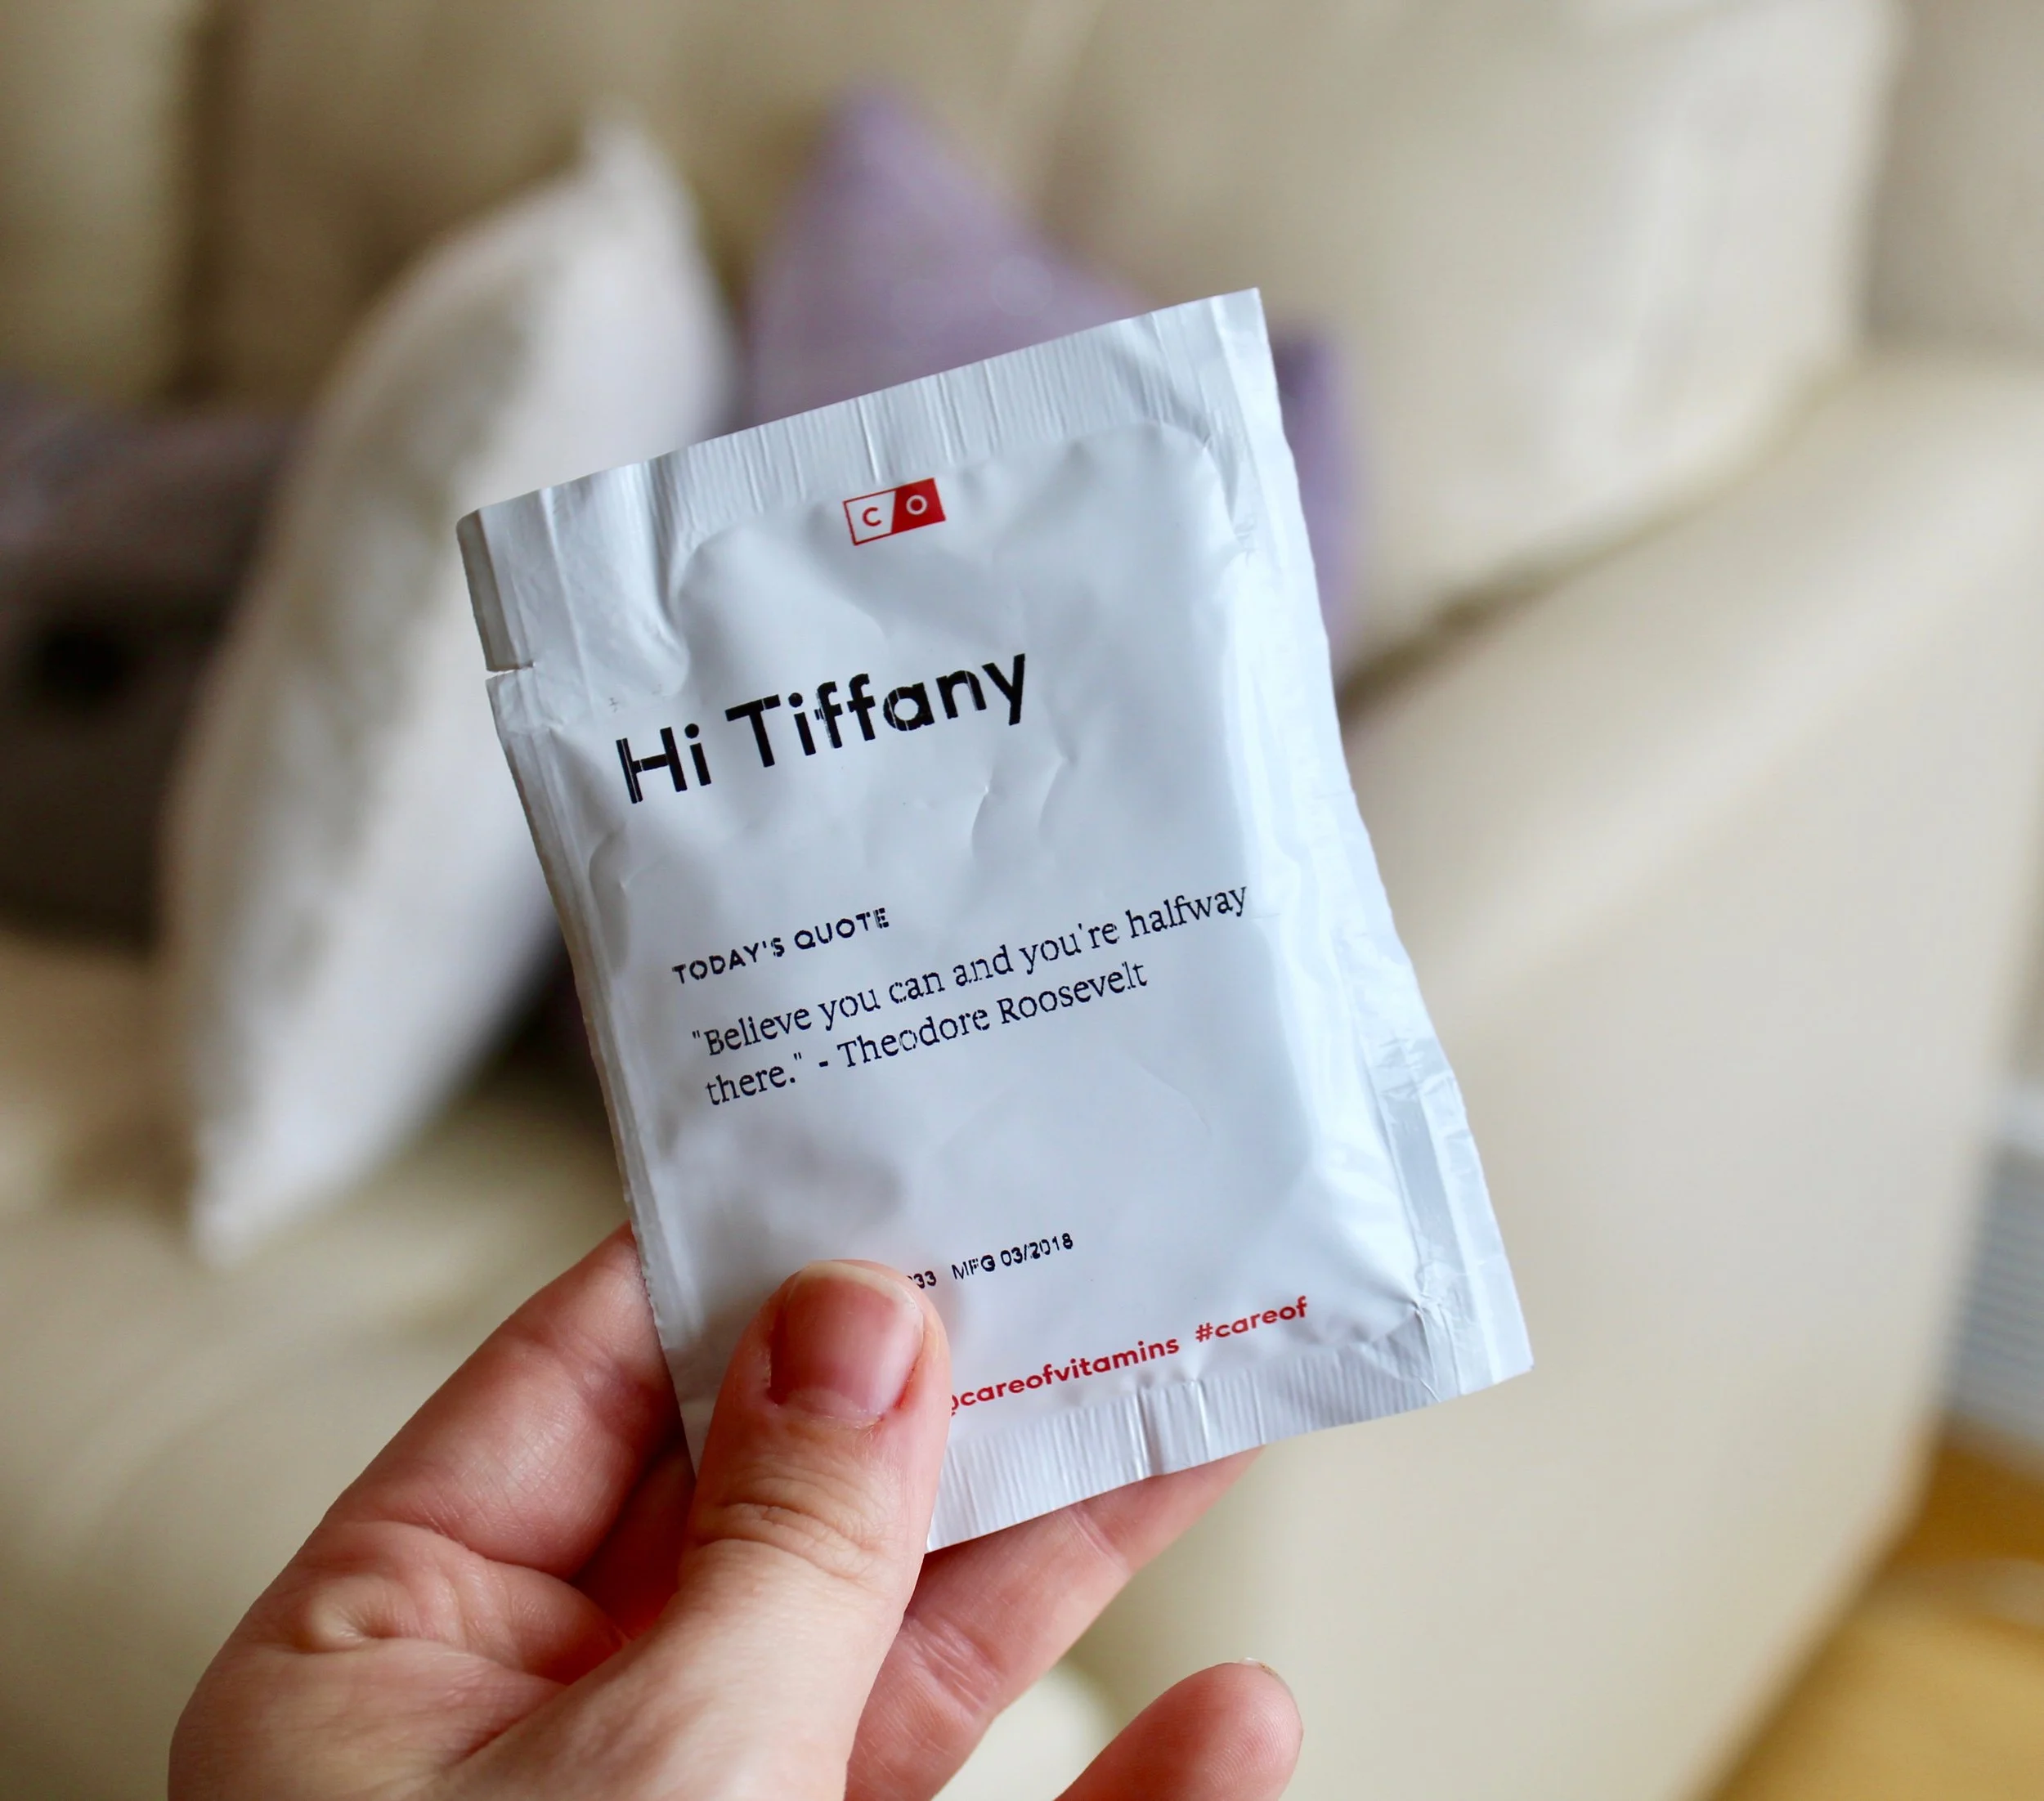 C/O
Hi Tiffany
TODAY'S QUOTE
"Believe you can and you're halfway
there." - Theodore Roosevelt
MFG 03/2018
@careofvitamins #careof